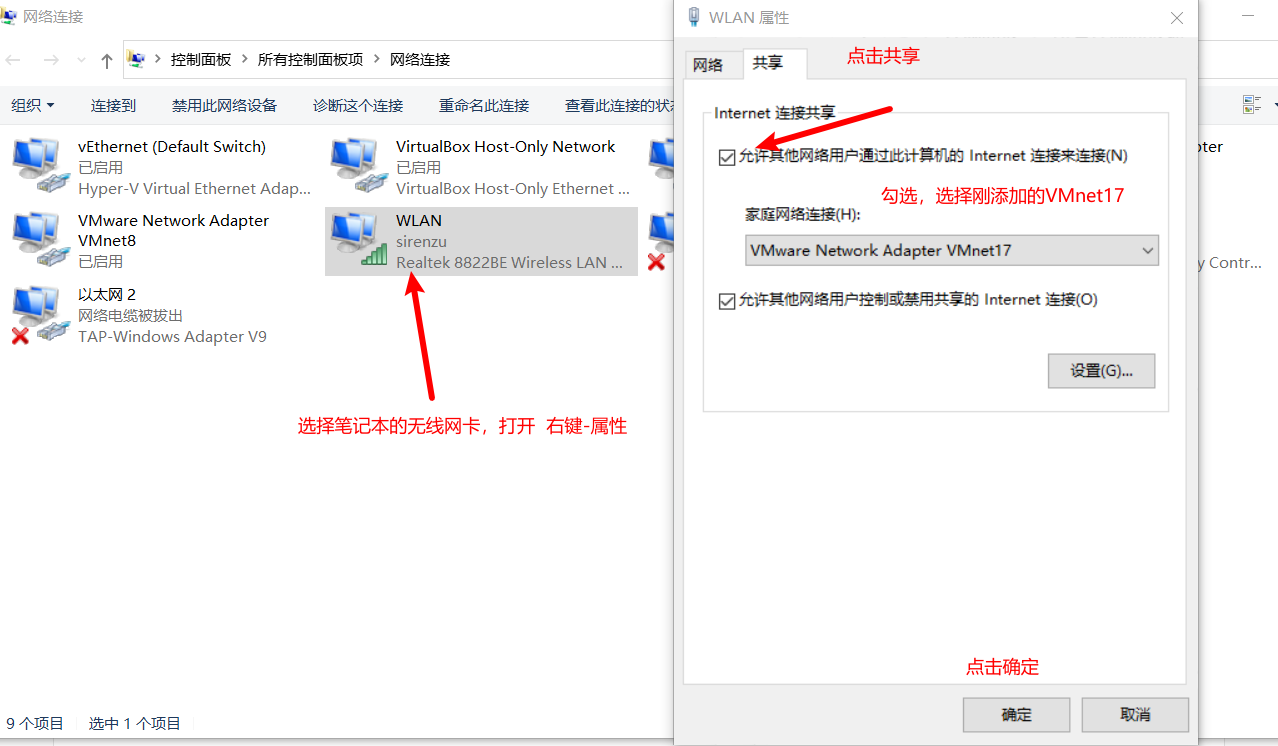 网络连接
控制面板 > 所有控制面板项 > 网络连接
组织 连接到 禁用此网络设备 诊断这个连接 重命名此连接 查看此连接的状
vEthernet (Default Switch)
已启用
Hyper-V Virtual Ethernet Adap...
VirtualBox Host-Only Network
已启用
VirtualBox Host-Only Ethernet ...
VMware Network Adapter
VMnet8
已启用
WLAN
sirenzu
Realtek 8822BE Wireless LAN ...
y Contr...
以太网 2
网络电缆被拔出
TAP-Windows Adapter V9
选择笔记本的无线网卡，打开 右键-属性
9 个项目 选中 1 个项目
WLAN 属性
网络 共享
点击共享
Internet 连接共享
允许其他网络用户通过此计算机的 Internet 连接来连接(N)
勾选，选择刚添加的VMnet17
家庭网络连接(H):
VMware Network Adapter VMnet17
允许其他网络用户控制或禁用共享的 Internet 连接(O)
设置(G)...
点击确定
确定 取消